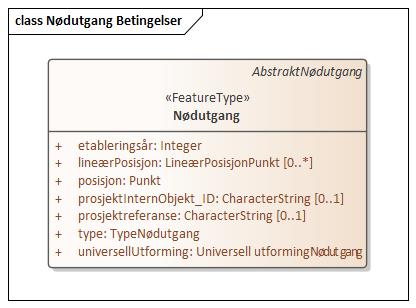 class Nødutgang Betingelser
AbstraktNødutgang
«FeatureType»
Nødutgang
+ etableringsår: Integer
+ lineærPosisjon: LineærPosisjonPunkt [0..*]
+ posisjon: Punkt
+ prosjektInternObjekt_ID: CharacterString [0..1]
+ prosjektreferanse: CharacterString [0..1]
+ type: TypeNødutgang
+ universellUtforming: Universell utformingNødutgang